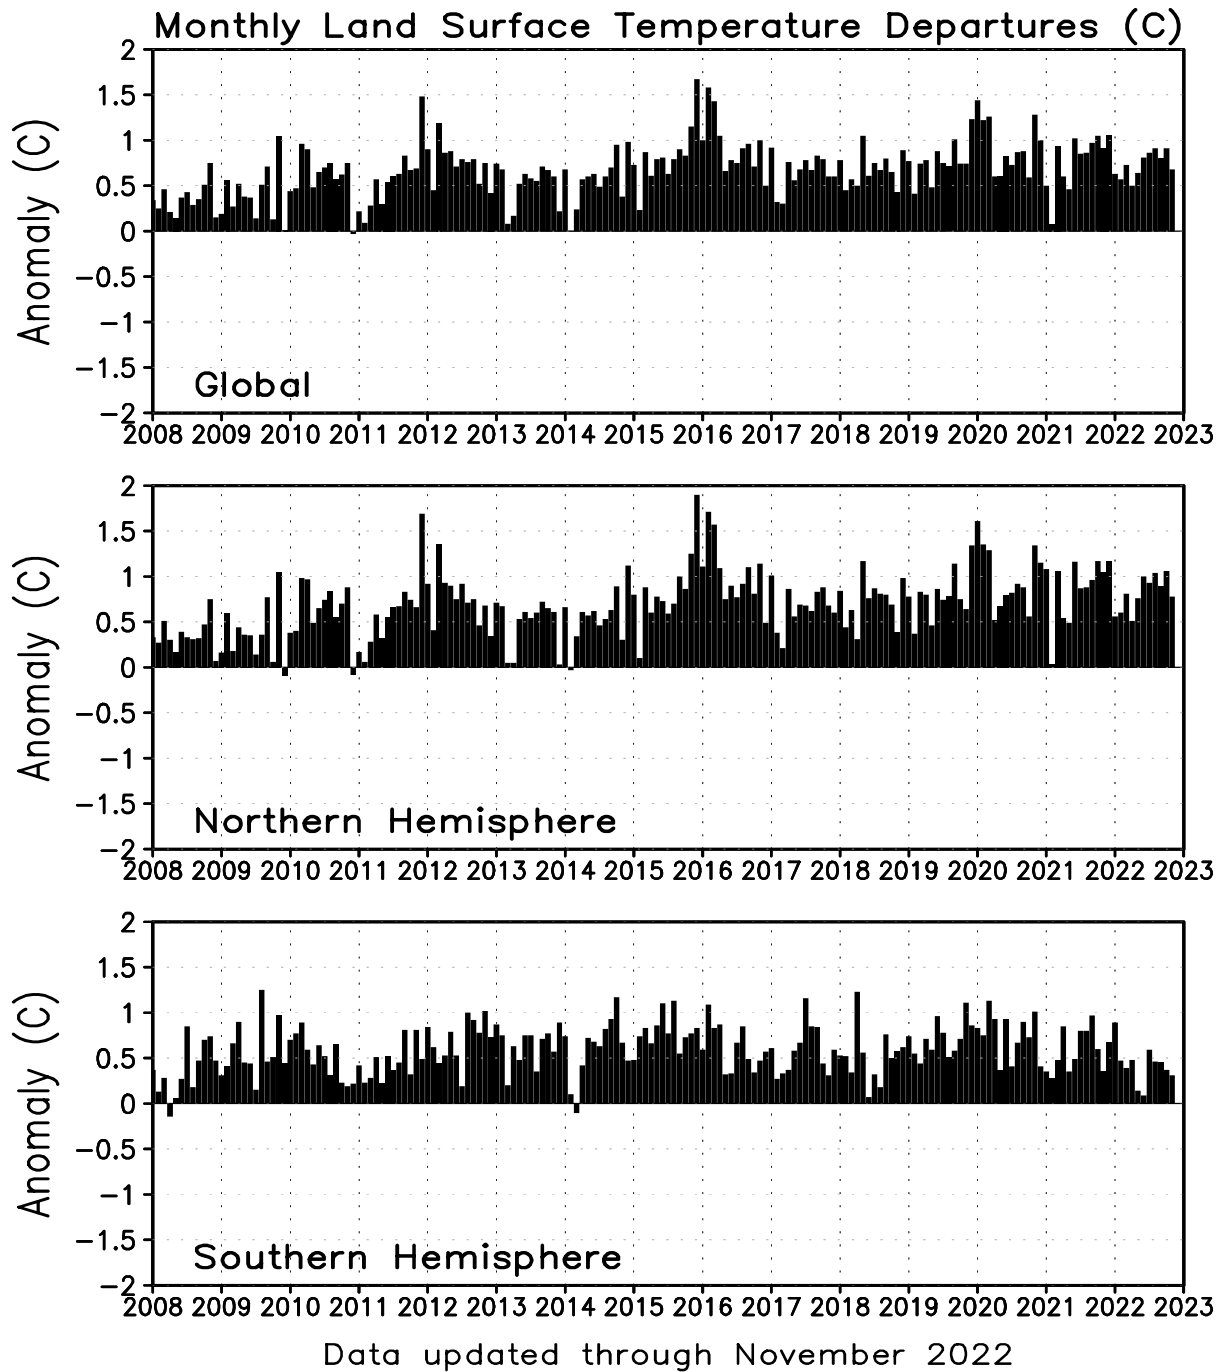 Monthly Land Surface Temperature Departures (C)
2
1.5
1
0.5
0
−0.5
−1
−1.5
−2
Anomaly (C)
Global
2008 2009 2010 2011 2012 2013 2014 2015 2016 2017 2018 2019 2020 2021 2022 2023
2
1.5
1
0.5
0
−0.5
−1
−1.5
−2
Anomaly (C)
Northern Hemisphere
2008 2009 2010 2011 2012 2013 2014 2015 2016 2017 2018 2019 2020 2021 2022 2023
2
1.5
1
0.5
0
−0.5
−1
−1.5
−2
Anomaly (C)
Southern Hemisphere
2008 2009 2010 2011 2012 2013 2014 2015 2016 2017 2018 2019 2020 2021 2022 2023
Data updated through November 2022